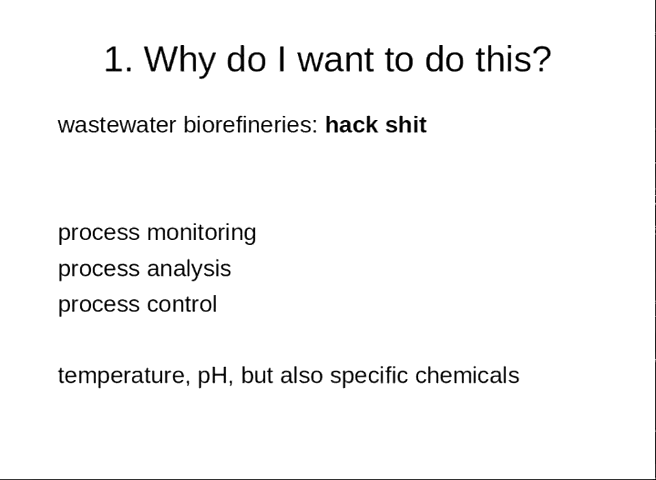 1. Why do I want to do this?
wastewater biorefineries: hack shit
process monitoring
process analysis
process control
temperature, pH, but also specific chemicals